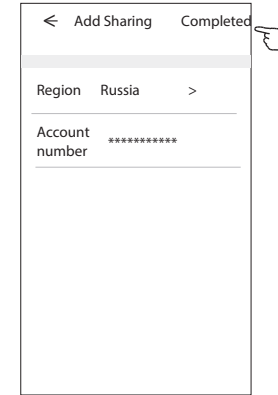 ← Add Sharing Completed
Region Russia >
Account
number ***********